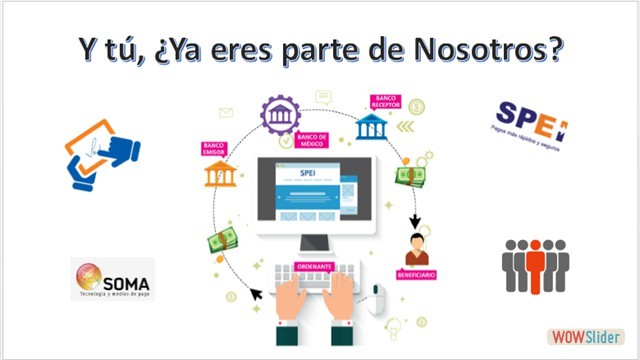 Y tú, ¿Ya eres parte de Nosotros?
BANCO
RECEPTOR
BANCO
EMISOR
BANCO DE
MÉXICO
SPEI
Pagos más rápidos y seguros
SPEI
ORDENANTE
BENEFICIARIO
SOMA
Tecnología y medios de pago
WOWSlider